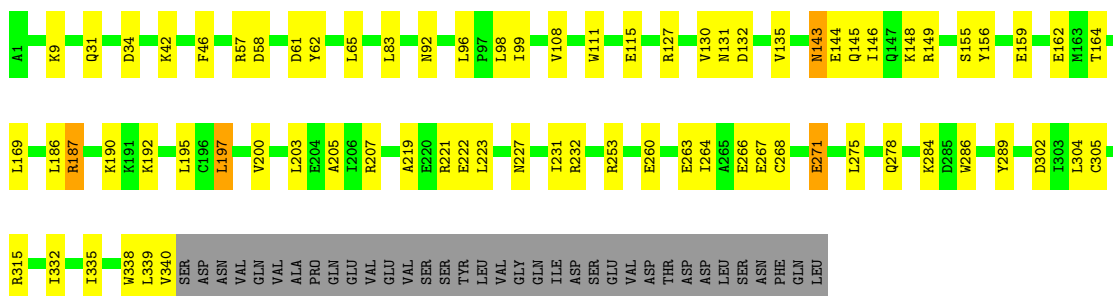 A1 K9 Q31 D34 K42 F46 R57 D58 D61 Y62 L65 L83 N92 L96 P97 L98 I99 V108 W111 E115 R127 V130 N131 D132 V135 N143 E144 Q145 I146 Q147 K148 R149 S155 Y156 E159 E162 M163 T164
L169 L186 R187 K190 K191 K192 L195 C196 L197 V200 L203 E204 A205 I206 R207 A219 E220 R221 E222 L223 N227 I231 R232 R253 E260 E263 I264 A265 E266 E267 C268 E271 L275 Q278 K284 D285 W286 Y289 D302 I303 L304 C305
R315 I332 I335 W338 L339 V340 SER ASP ASN VAL GLN VAL VAL ALA PRO GLN GLU VAL GLU VAL SER SER TYR LEU VAL GLY GLN ILE ASP SER GLU VAL ASP THR ASP ASP LEU SER ASN PHE GLN LEU